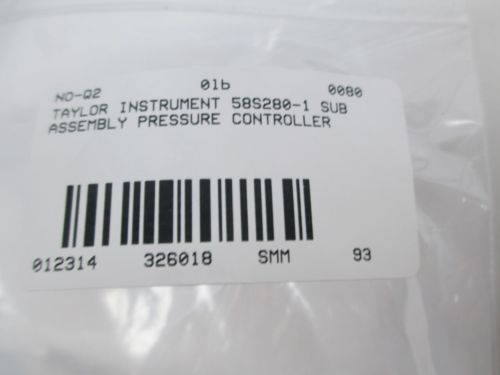 NO-Q2 01b 0080
TAYLOR INSTRUMENT 58S280-1 SUB
ASSEMBLY PRESSURE CONTROLLER
012314 326018 SMM 93